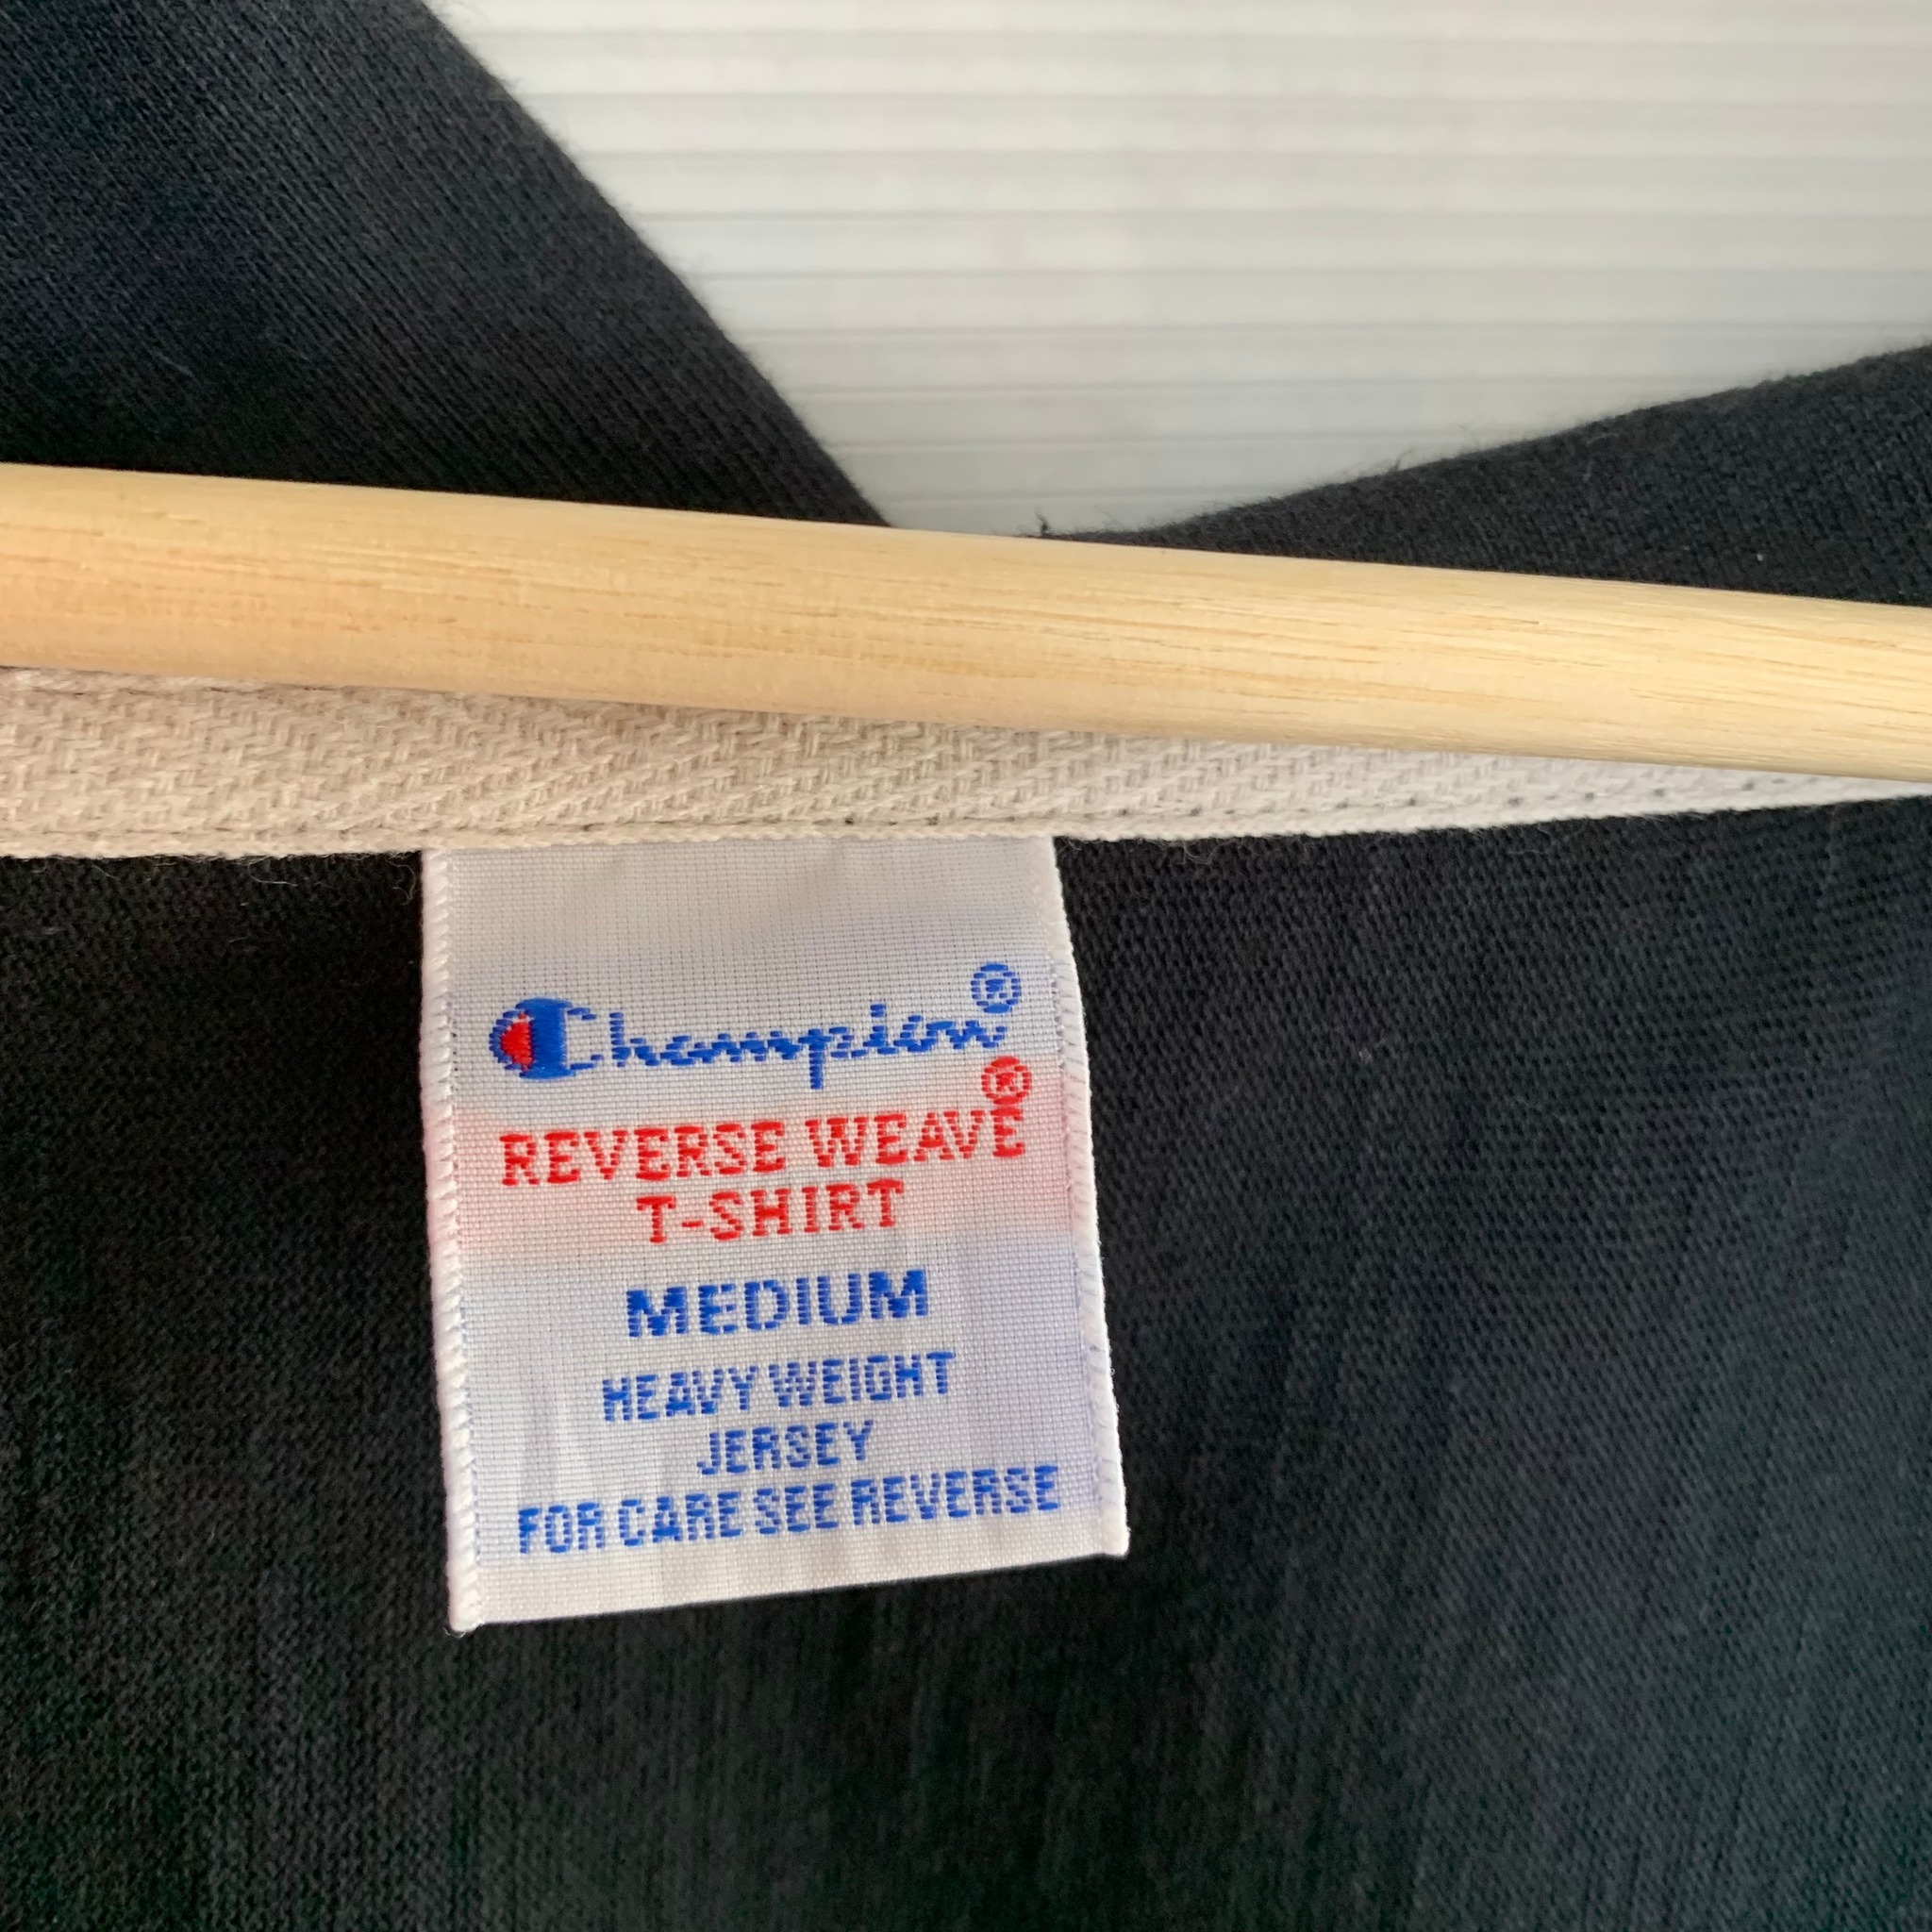 Champion®
REVERSE WEAVE®
T-SHIRT
MEDIUM
HEAVY WEIGHT
JERSEY
FOR CARE SEE REVERSE